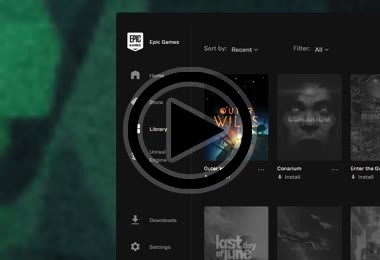 EPIC
GAMES
Epic Games
Sort by: Recent
Filter: All
Home
Store
Library
Unreal
Engine
OUTER
WILDS
CONARIUM
Outer
Conarium
Enter the Go
Install
last day
of june
Downloads
Settings